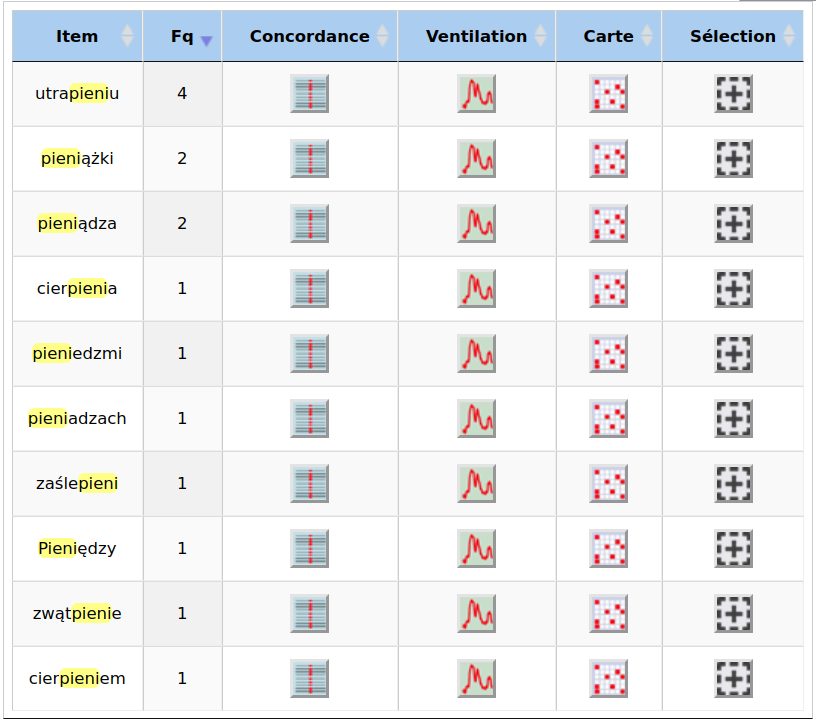 Item Fq Concordance Ventilation Carte Sélection
utrapieniu 4
pieniążki 2
pieniądza 2
cierpienia 1
pieniedzmi 1
pieniadzach 1
zaślepieni 1
Pieniędzy 1
zwątpienie 1
cierpieniem 1